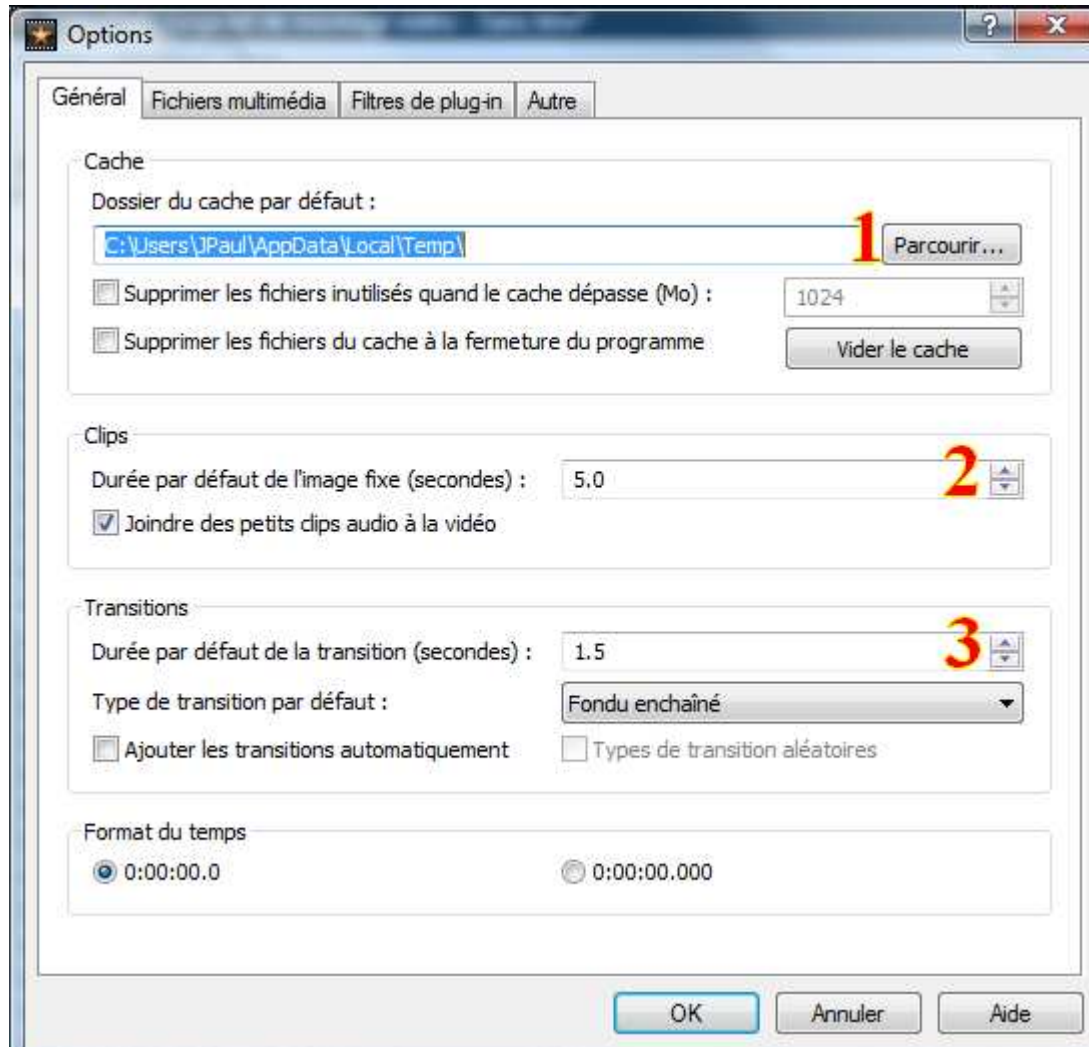 Options
Général Fichiers multimédia Filtres de plug-in Autre
Cache
Dossier du cache par défaut :
C:\Users\JPaul\AppData\Local\Temp\ 1 Parcourir...
Supprimer les fichiers inutilisés quand le cache dépasse (Mo) : 1024
Supprimer les fichiers du cache à la fermeture du programme Vider le cache
Clips
Durée par défaut de l'image fixe (secondes) : 5.0 2
Joindre des petits clips audio à la vidéo
Transitions
Durée par défaut de la transition (secondes) : 1.5 3
Type de transition par défaut : Fondu enchaîné
Ajouter les transitions automatiquement Types de transition aléatoires
Format du temps
0:00:00.0 0:00:00.000
OK Annuler Aide